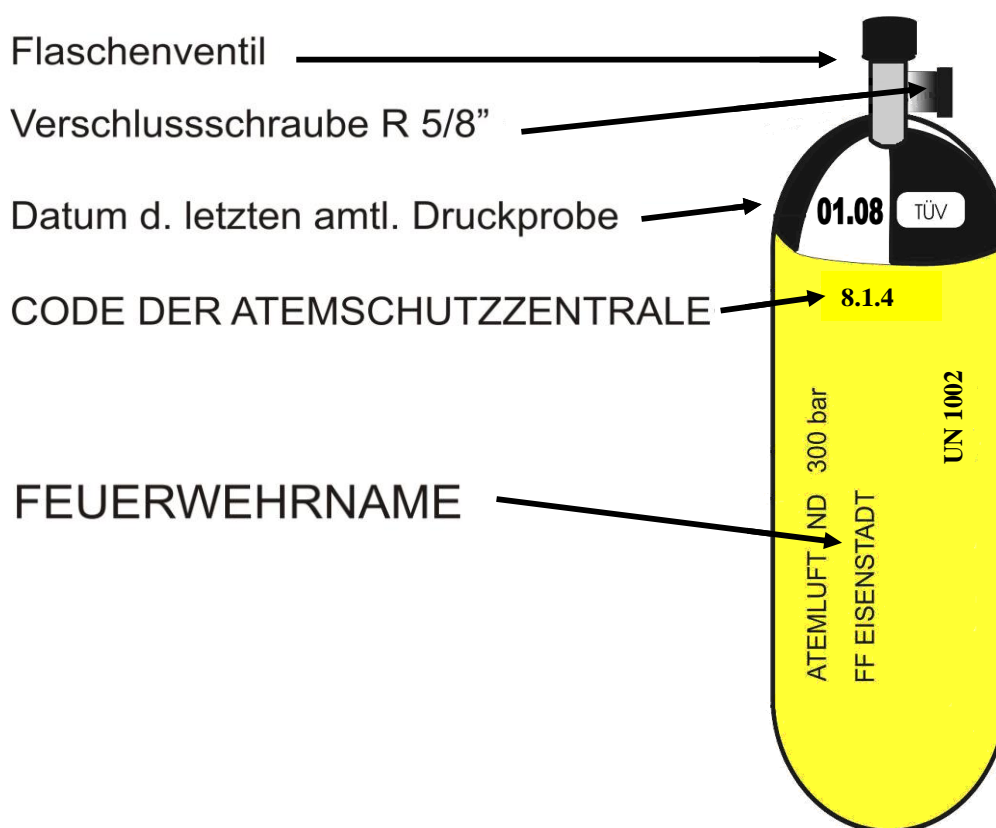 Flaschenventil
Verschlussschraube R 5/8”
Datum d. letzten amtl. Druckprobe
01.08
TÜV
CODE DER ATEMSCHUTZZENTRALE
8.1.4
UN 1002
ATEMLUFT ND 300 bar
FEUERWEHRNAME
FF EISENSTADT